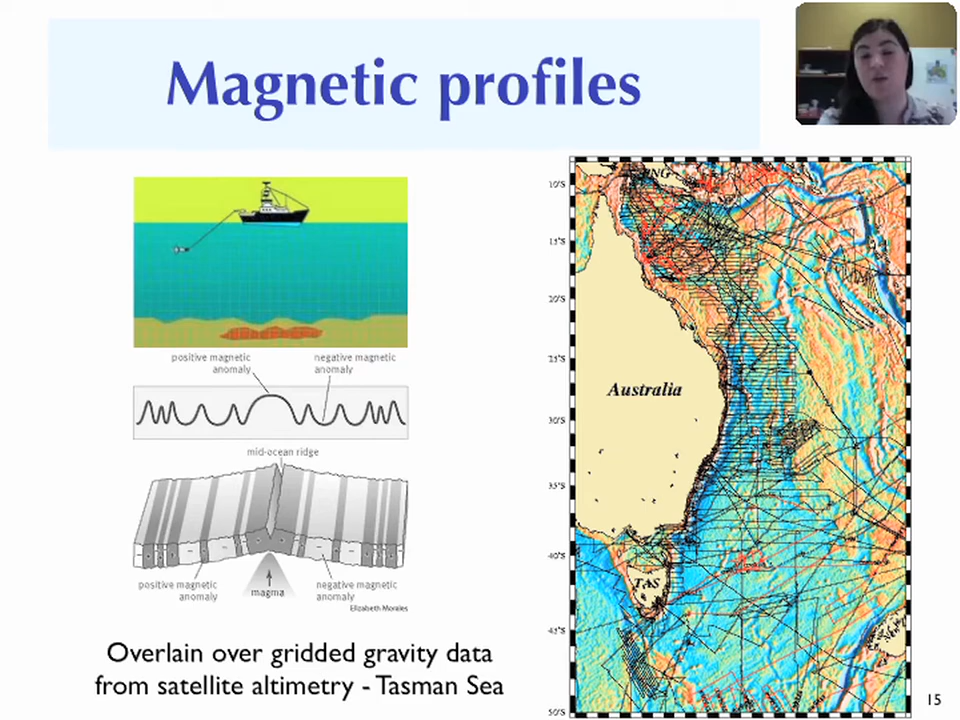 Magnetic profiles
positive magnetic
anomaly
negative magnetic
anomaly
mid-ocean ridge
positive magnetic
anomaly
magma
negative magnetic
anomaly
Elizabeth Morales
Overlain over gridded gravity data
from satellite altimetry - Tasman Sea
PNG
10°S
15°S
20°S
25°S
Australia
30°S
35°S
40°S
TAS
45°S
50°S
15